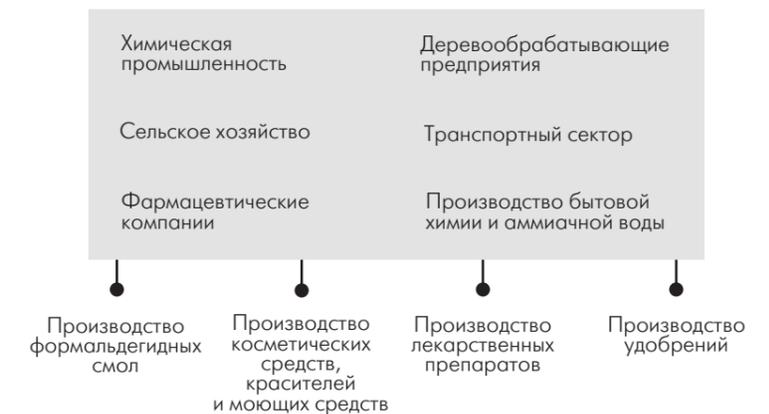 Химическая
промышленность
Деревообрабатывающие
предприятия
Сельское хозяйство
Транспортный сектор
Фармацевтические
компании
Производство бытовой
химии и аммиачной воды
Производство
формальдегидных
смол
Производство
косметических
средств,
красителей
и моющих средств
Производство
лекарственных
препаратов
Производство
удобрений